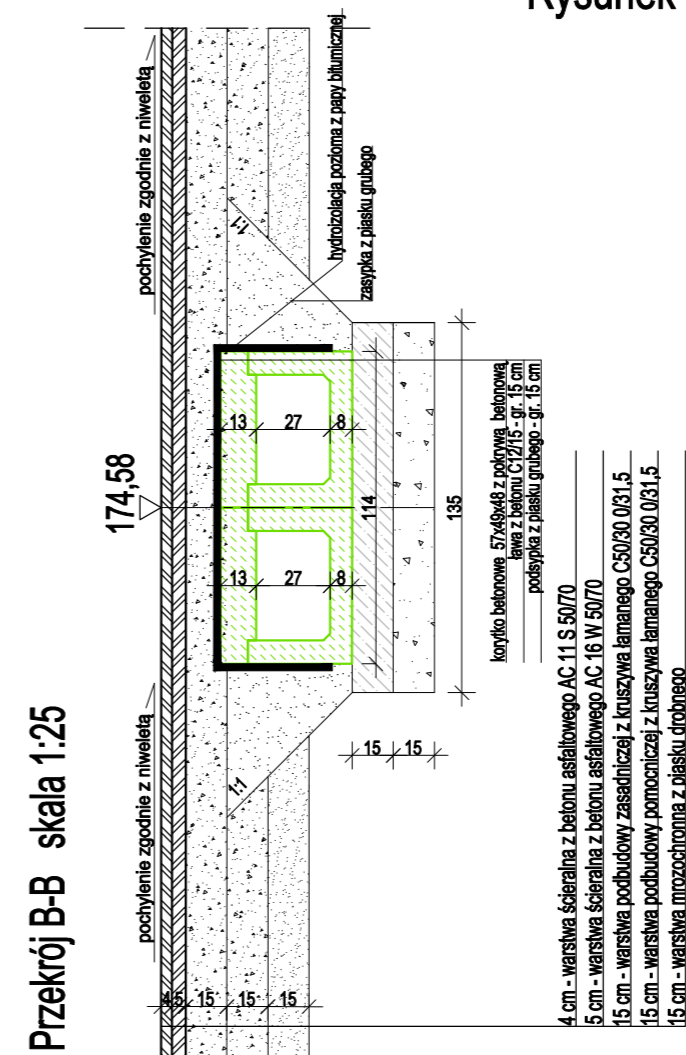 Rysunek
Przekrój B-B skala 1:25
pochylenie zgodnie z niweletą
pochylenie zgodnie z niweletą
174,58
hydroizolacja pozioma z papy bitumicznej
zasypka z piasku grubego
1:1
1:1
13
27
8
13
27
8
114
135
15
15
korytko betonowe 57x49x48 z pokrywą betonową
ława z betonu C12/15 - gr. 15 cm
podsypka z piasku grubego - gr. 15 cm
4
5
15
15
15
4 cm - warstwa ścieralna z betonu asfaltowego AC 11 S 50/70
5 cm - warstwa ścieralna z betonu asfaltowego AC 16 W 50/70
15 cm - warstwa podbudowy zasadniczej z kruszywa łamanego C50/30 0/31,5
15 cm - warstwa podbudowy pomocniczej z kruszywa łamanego C50/30 0/31,5
15 cm - warstwa mrozochronna z piasku drobnego